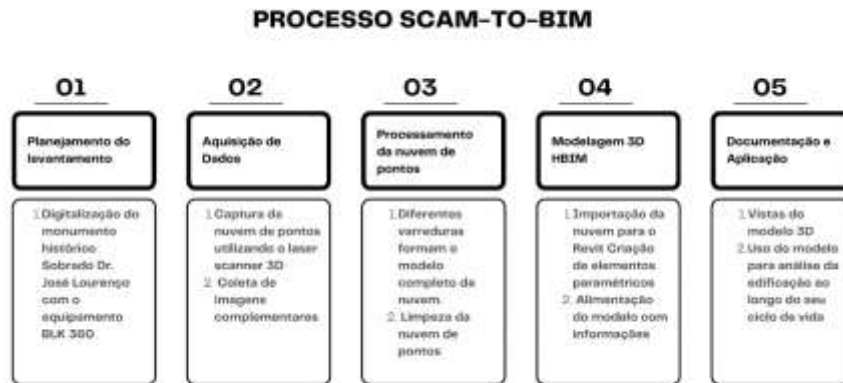 PROCESSO SCAM-TO-BIM
01
Planejamento do
levantamento
1. Digitalização do
monumento
histórico
Sobrado Dr.
José Lourenço
com o
equipamento
BLK 360
02
Aquisição de
Dados
1. Captura da
nuvem de pontos
utilizando o laser
scanner 3D
2. Coleta de
imagens
complementares
03
Processamento
da nuvem de
pontos
1. Diferentes
varreduras
formam o
modelo
completo da
nuvem.
2. Limpeza da
nuvem de
pontos
04
Modelagem 3D
HBIM
1. Importação da
nuvem para o
Revit Criação
de elementos
paramétricos
2. Alimentação
do modelo com
informações
05
Documentação e
Aplicação
1. Vistas do
modelo 3D
2. Uso do modelo
para análise da
edificação ao
longo do seu
ciclo de vida